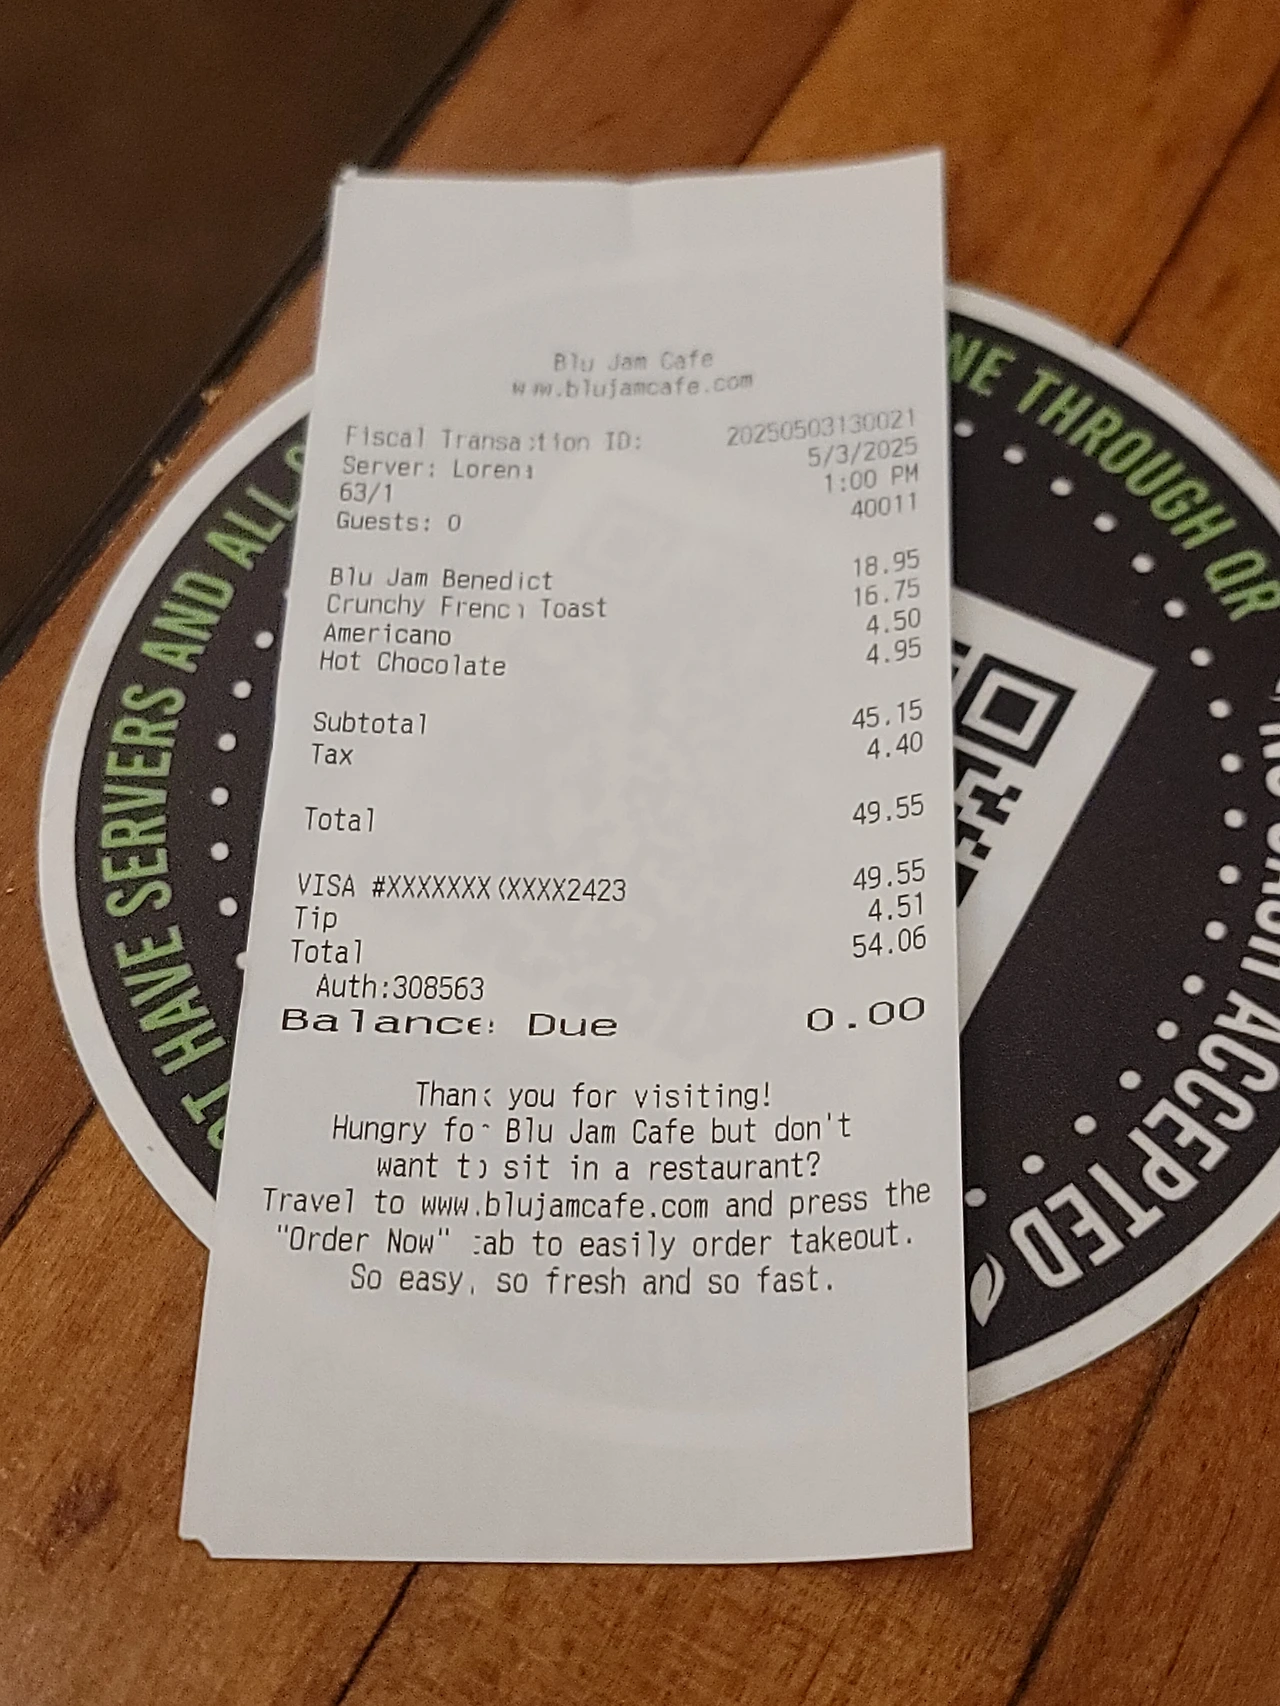 Blu Jam Cafe
www.blujamcafe.com
Fiscal Transaction ID: 20250503130021
Server: Lorena 5/3/2025
63/1 1:00 PM
Guests: 0 40011
Blu Jam Benedict 18.95
Crunchy French Toast 16.75
Americano 4.50
Hot Chocolate 4.95
Subtotal 45.15
Tax 4.40
Total 49.55
VISA #XXXXXXXXXXXX2423 49.55
Tip 4.51
Total 54.06
Auth:308563
Balance Due 0.00
Thank you for visiting!
Hungry for Blu Jam Cafe but don't
want to sit in a restaurant?
Travel to www.blujamcafe.com and press the
"Order Now" tab to easily order takeout.
So easy, so fresh and so fast.
HAVE SERVERS AND ALL
THROUGH OR
ACCEPTED